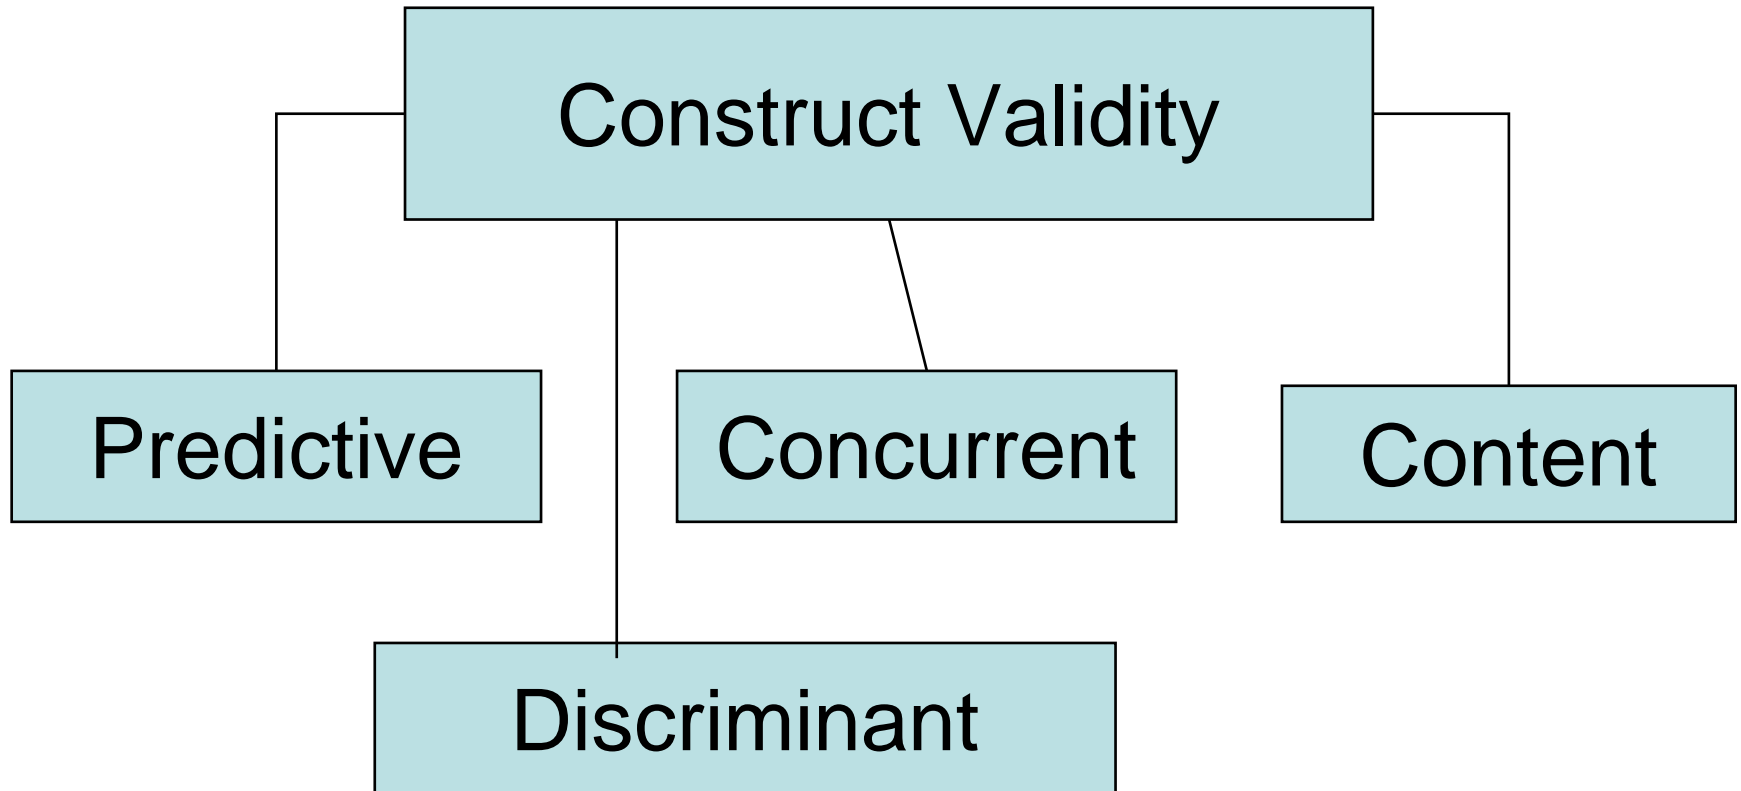 Construct Validity
Predictive
Concurrent
Content
Discriminant